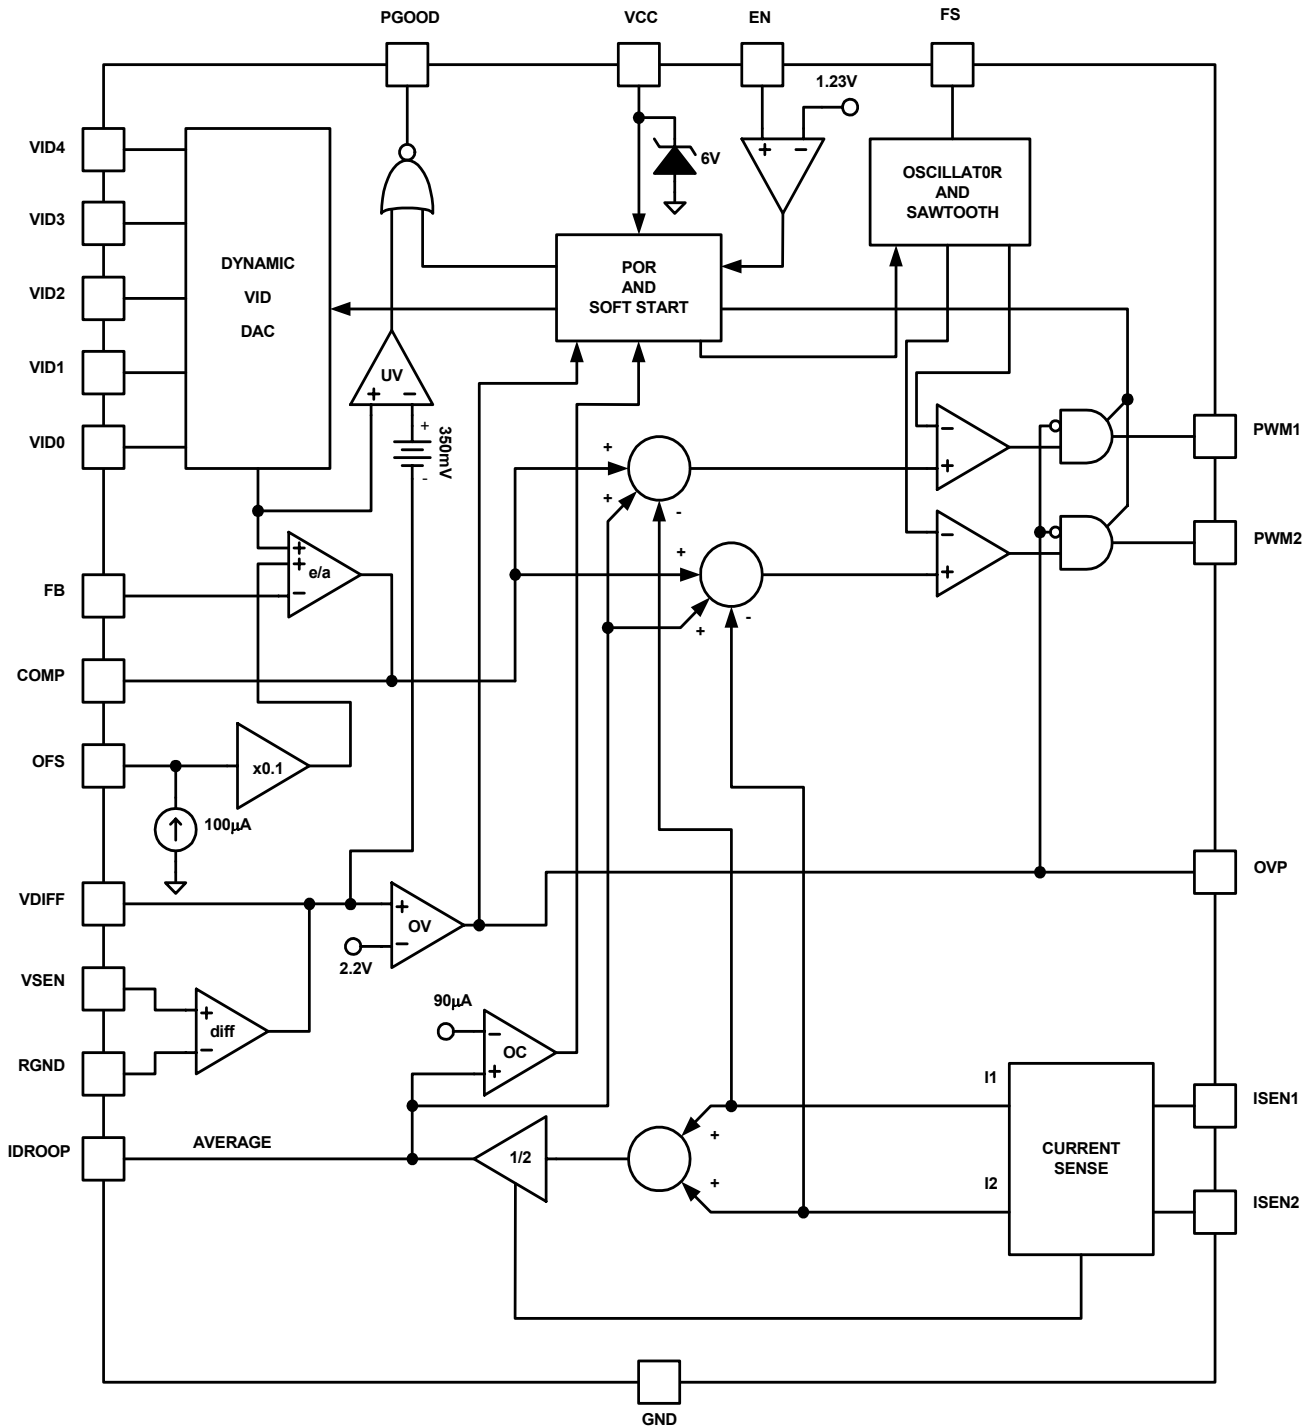 PGOOD
VCC
EN
FS
1.23V
VID4
+
−
6V
OSCILLAT0R
AND
SAWTOOTH
VID3
POR
AND
SOFT START
DYNAMIC
VID
DAC
VID2
VID1
UV
+
−
+
350mV
-
VID0
−
+
PWM1
+
+
-
−
+
PWM2
+
+
-
+
+
e/a
−
FB
COMP
OFS
x0.1
100µA
VDIFF
+
OV
−
2.2V
OVP
VSEN
+
diff
−
RGND
90µA
−
OC
+
I1
ISEN1
IDROOP
AVERAGE
1/2
+
+
CURRENT
SENSE
I2
ISEN2
GND